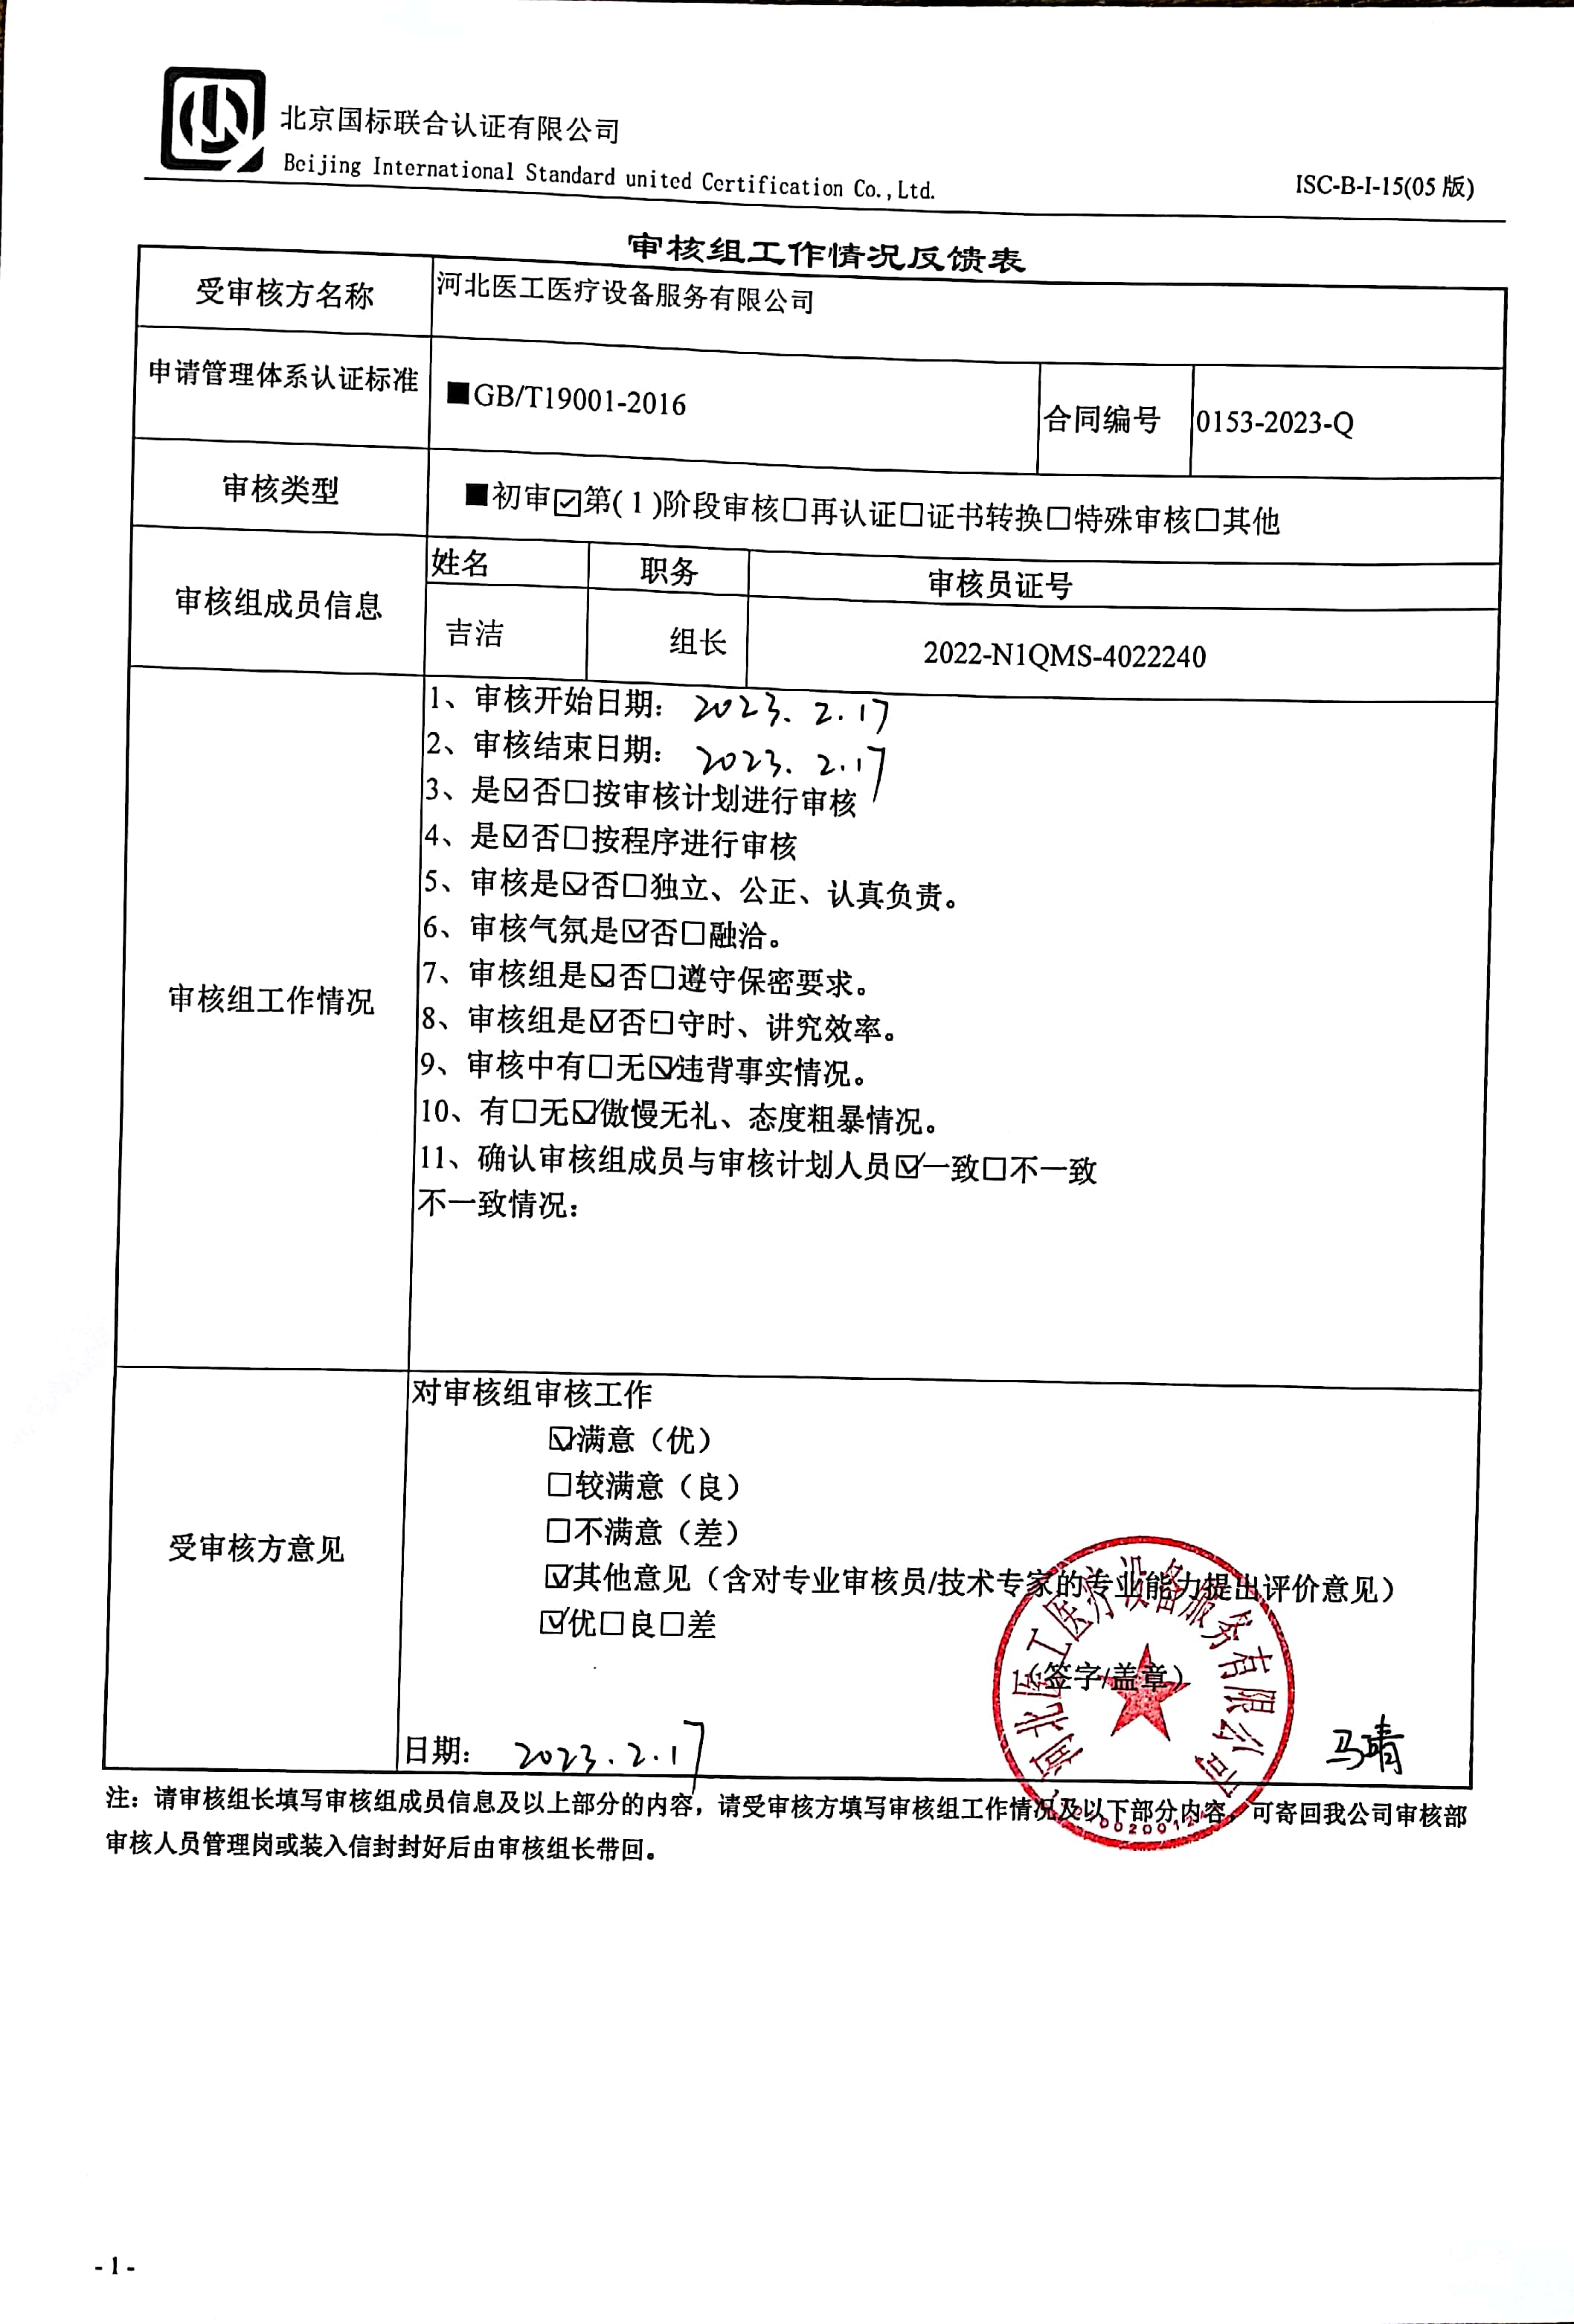 北京国标联合认证有限公司
Beijing International Standard united Certification Co.,Ltd.
ISC-B-I-15(05 版)
审核组工作情况反馈表
受审核方名称 河北医工医疗设备服务有限公司
申请管理体系认证标准 ■GB/T19001-2016 合同编号 0153-2023-Q
审核类型 ■初审☑第(1)阶段审核□再认证□证书转换□特殊审核□其他
审核组成员信息
姓名 职务 审核员证号
吉洁 组长 2022-N1QMS-4022240
审核组工作情况
1、审核开始日期： 2023.2.17
2、审核结束日期： 2023.2.17
3、是☑否□按审核计划进行审核
4、是☑否□按程序进行审核
5、审核是☑否□独立、公正、认真负责。
6、审核气氛是☑否□融洽。
7、审核组是☑否□遵守保密要求。
8、审核组是☑否□守时、讲究效率。
9、审核中有□无☑违背事实情况。
10、有□无☑傲慢无礼、态度粗暴情况。
11、确认审核组成员与审核计划人员☑一致□不一致
不一致情况：
受审核方意见
对审核组审核工作
☑满意（优）
□较满意（良）
□不满意（差）
☑其他意见（含对专业审核员/技术专家的专业能力提出评价意见）
☑优□良□差
（签字/盖章）
河北医工医疗设备服务有限公司
马晴
日期： 2023.2.17
注：请审核组长填写审核组成员信息及以上部分的内容，请受审核方填写审核组工作情况及以下部分内容，可寄回我公司审核部
审核人员管理岗或装入信封封好后由审核组长带回。
- 1 -